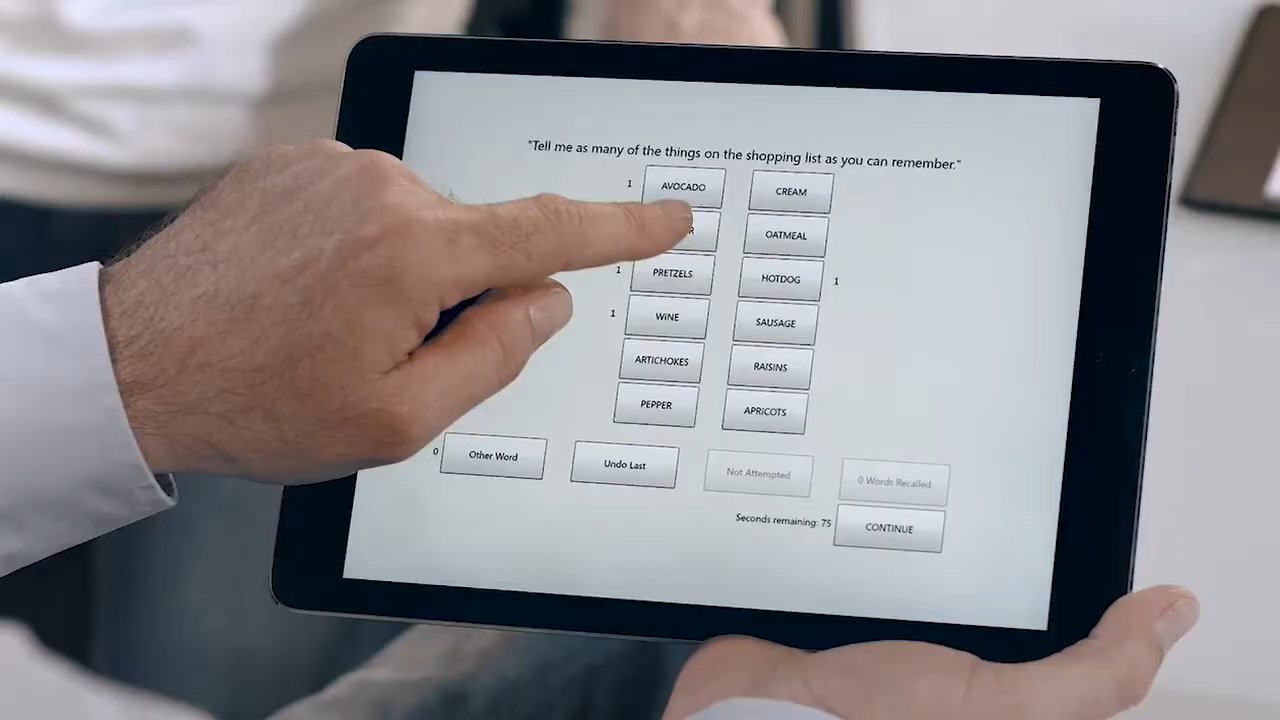 "Tell me as many of the things on the shopping list as you can remember."
1 AVOCADO CREAM
OATMEAL
1 PRETZELS HOTDOG 1
1 WINE SAUSAGE
ARTICHOKES RAISINS
PEPPER APRICOTS
0 Other Word Undo Last Not Attempted 0 Words Recalled
Seconds remaining: 75 CONTINUE